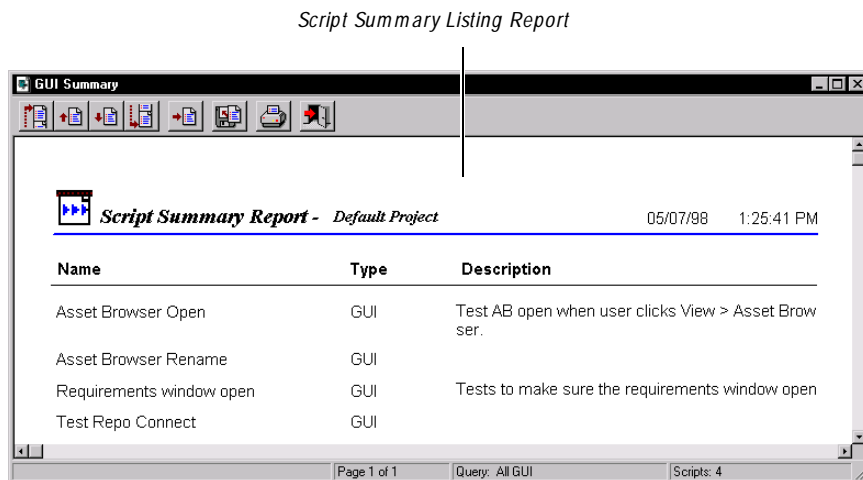 Script Summary Listing Report
GUI Summary
Script Summary Report - Default Project 05/07/98 1:25:41 PM
Name Type Description
Asset Browser Open GUI Test AB open when user clicks View > Asset Brow
ser.
Asset Browser Rename GUI
Requirements window open GUI Tests to make sure the requirements window open
Test Repo Connect GUI
Page 1 of 1 Query: All GUI Scripts: 4